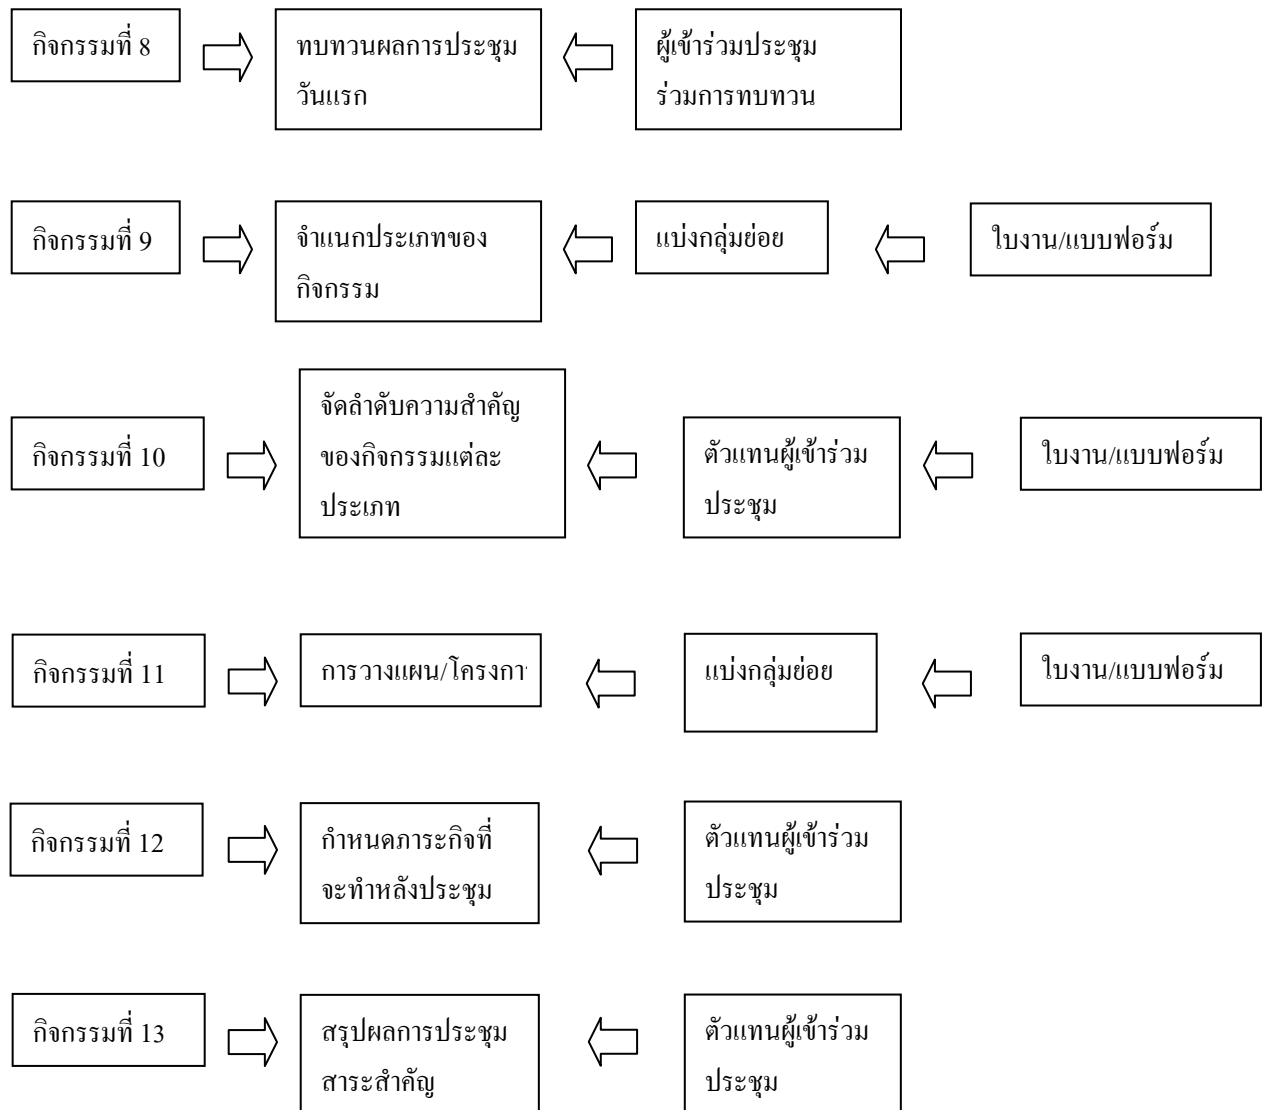 กิจกรรมที่ 8
ทบทวนผลการประชุม
วันแรก
ผู้เข้าร่วมประชุม
ร่วมการทบทวน
กิจกรรมที่ 9
จำแนกประเภทของ
กิจกรรม
แบ่งกลุ่มย่อย
ใบงาน/แบบฟอร์ม
กิจกรรมที่ 10
จัดลำดับความสำคัญ
ของกิจกรรมแต่ละ
ประเภท
ตัวแทนผู้เข้าร่วม
ประชุม
ใบงาน/แบบฟอร์ม
กิจกรรมที่ 11
การวางแผน/โครงกา
แบ่งกลุ่มย่อย
ใบงาน/แบบฟอร์ม
กิจกรรมที่ 12
กำหนดภาระกิจที่
จะทำหลังประชุม
ตัวแทนผู้เข้าร่วม
ประชุม
กิจกรรมที่ 13
สรุปผลการประชุม
สาระสำคัญ
ตัวแทนผู้เข้าร่วม
ประชุม